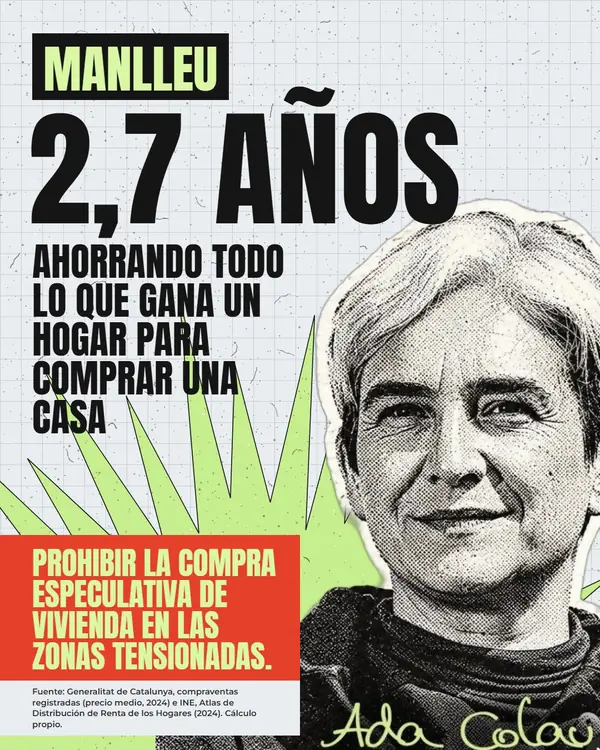 MANLLEU
2,7 AÑOS
AHORRANDO TODO
LO QUE GANA UN
HOGAR PARA
COMPRAR UNA
CASA
PROHIBIR LA COMPRA
ESPECULATIVA DE
VIVIENDA EN LAS
ZONAS TENSIONADAS.
Fuente: Generalitat de Catalunya, compraventas
registradas (precio medio, 2024) e INE, Atlas de
Distribución de Renta de los Hogares (2024). Cálculo
propio.
Ada Colau